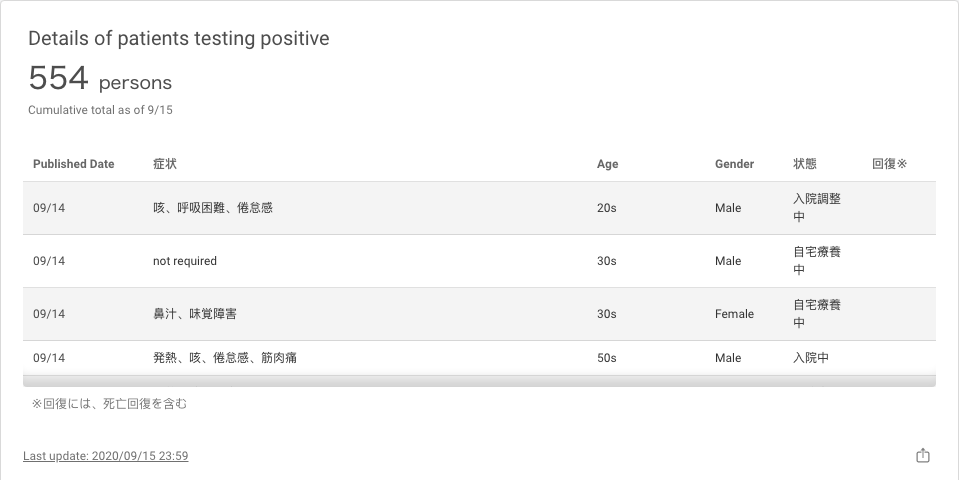 Details of patients testing positive
554 persons
Cumulative total as of 9/15
Published Date 症状 Age Gender 状態 回復※
09/14 咳、呼吸困難、倦怠感 20s Male 入院調整中
09/14 not required 30s Male 自宅療養中
09/14 鼻汁、味覚障害 30s Female 自宅療養中
09/14 発熱、咳、倦怠感、筋肉痛 50s Male 入院中
※回復には、死亡回復を含む
Last update: 2020/09/15 23:59